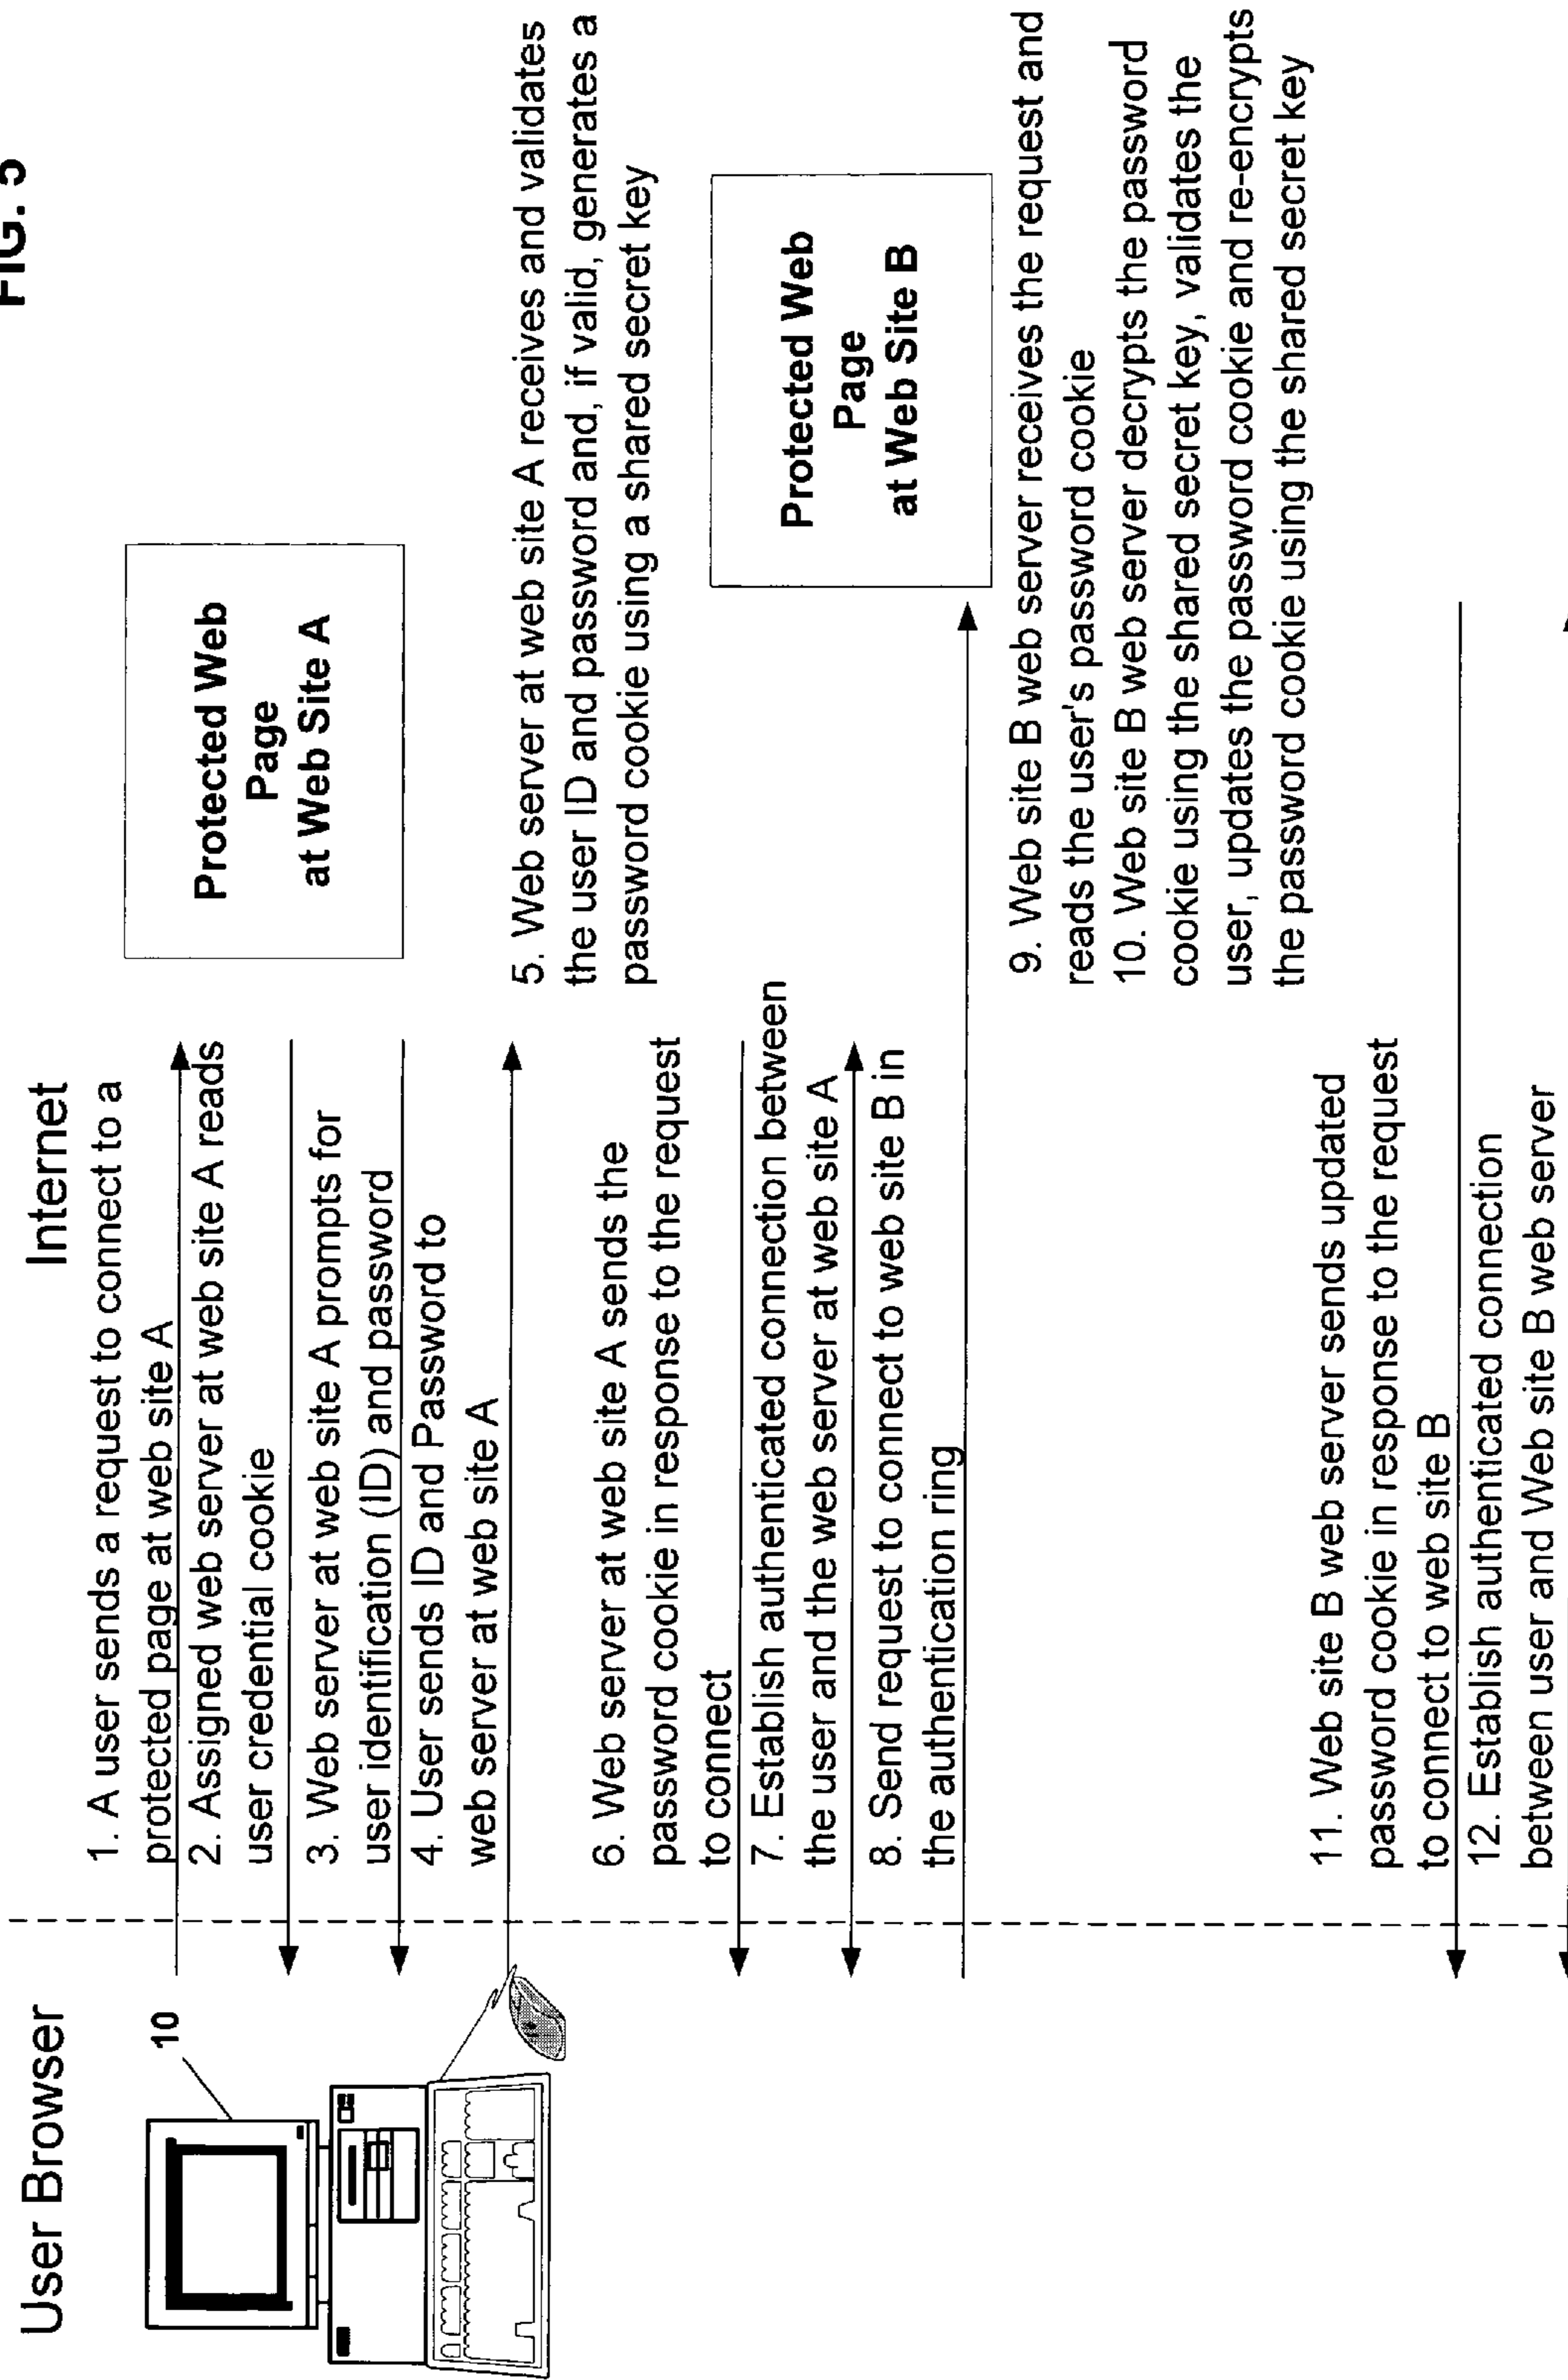 FIG. 5
User Browser
Internet
10
1. A user sends a request to connect to a
protected page at web site A
2. Assigned web server at web site A reads
user credential cookie
3. Web server at web site A prompts for
user identification (ID) and password
4. User sends ID and Password to
web server at web site A
Protected Web
Page
at Web Site A
5. Web server at web site A receives and validates
the user ID and password and, if valid, generates a
password cookie using a shared secret key
6. Web server at web site A sends the
password cookie in response to the request
to connect
7. Establish authenticated connection between
the user and the web server at web site A
8. Send request to connect to web site B in
the authentication ring
Protected Web
Page
at Web Site B
9. Web site B web server receives the request and
reads the user's password cookie
10. Web site B web server decrypts the password
cookie using the shared secret key, validates the
user, updates the password cookie and re-encrypts
the password cookie using the shared secret key
11. Web site B web server sends updated
password cookie in response to the request
to connect to web site B
12. Establish authenticated connection
between user and Web site B web server